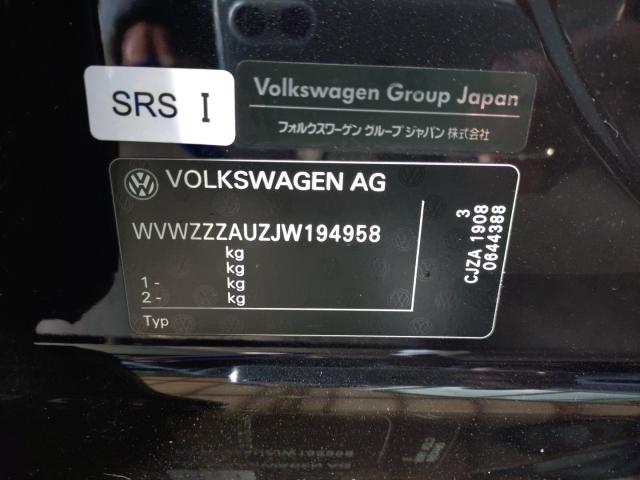 SRS I
Volkswagen Group Japan
フォルクスワーゲン グループ ジャパン 株式会社
VOLKSWAGEN AG
WVWZZZAUZJW194958
kg
kg
1 - kg
2 - kg
Typ
3
CJZA 1908
0644388